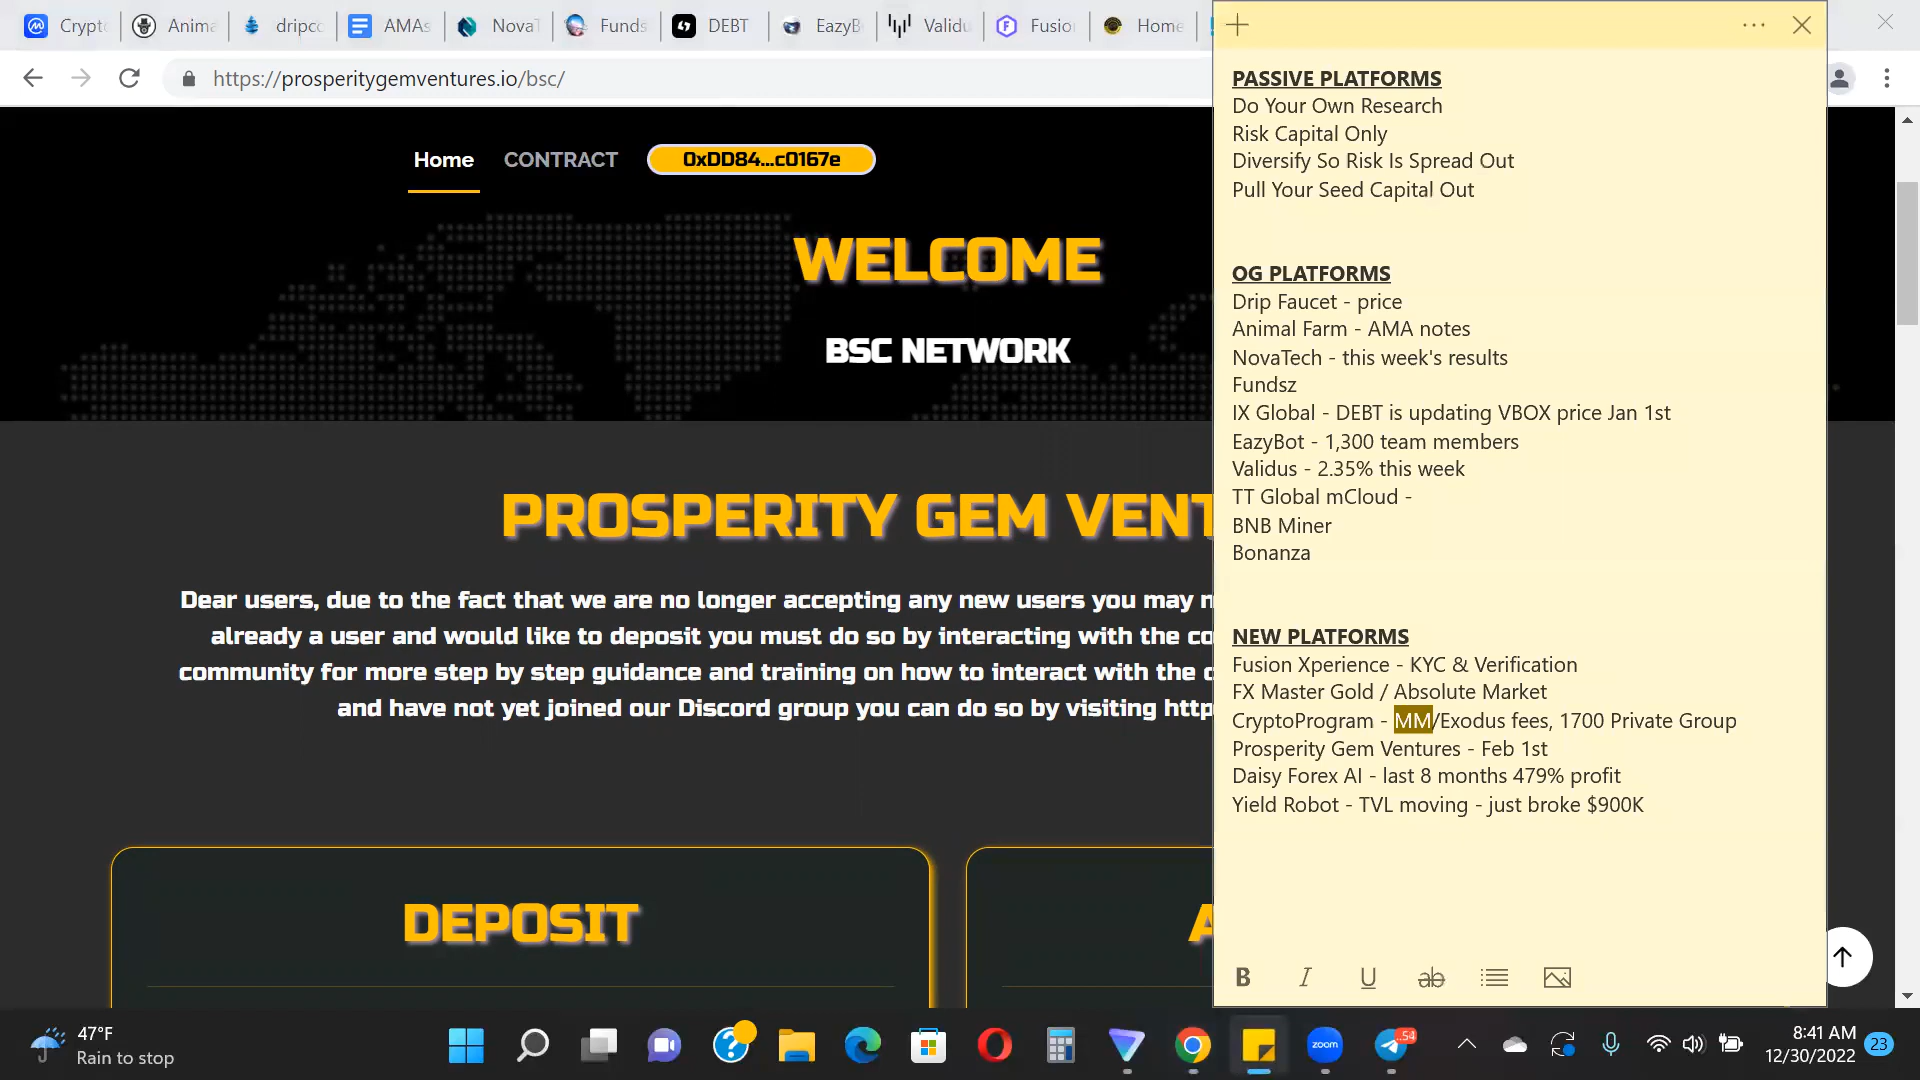 Crypto
Anima
dripco
AMAs
NovaT
Funds
DEBT
EazyB
Validu
Fusion
Home
https://prosperitygemventures.io/bsc/
Home
CONTRACT
0xDD84...c0167e
WELCOME
BSC NETWORK
PROSPERITY GEM VENT
Dear users, due to the fact that we are no longer accepting any new users you may
already a user and would like to deposit you must do so by interacting with the
community for more step by step guidance and training on how to interact with the
and have not yet joined our Discord group you can do so by visiting http
DEPOSIT
A
PASSIVE PLATFORMS
Do Your Own Research
Risk Capital Only
Diversify So Risk Is Spread Out
Pull Your Seed Capital Out
OG PLATFORMS
Drip Faucet - price
Animal Farm - AMA notes
NovaTech - this week's results
Fundsz
IX Global - DEBT is updating VBOX price Jan 1st
EazyBot - 1,300 team members
Validus - 2.35% this week
TT Global mCloud -
BNB Miner
Bonanza
NEW PLATFORMS
Fusion Xperience - KYC & Verification
FX Master Gold / Absolute Market
CryptoProgram - MM/Exodus fees, 1700 Private Group
Prosperity Gem Ventures - Feb 1st
Daisy Forex AI - last 8 months 479% profit
Yield Robot - TVL moving - just broke $900K
B I U ab
47°F
Rain to stop
zoom
..54
8:41 AM
12/30/2022
23